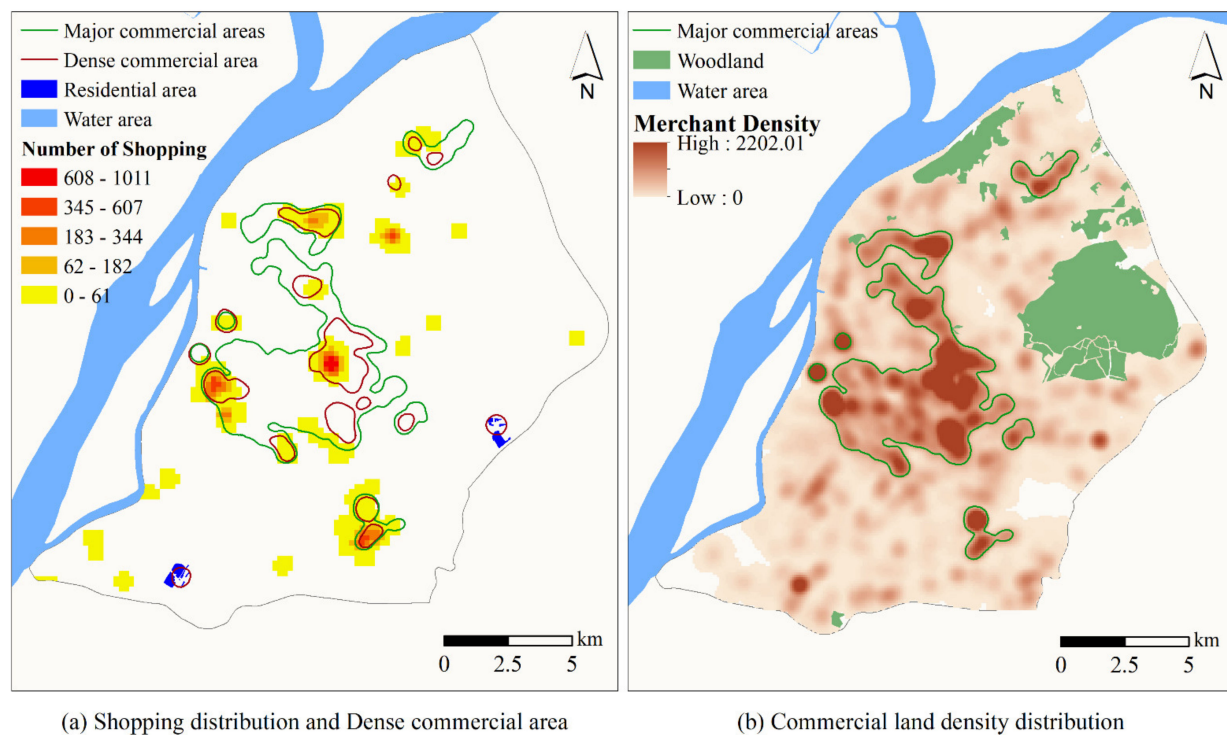 Major commercial areas
Dense commercial area
Residential area
Water area
Number of Shopping
608 - 1011
345 - 607
183 - 344
62 - 182
0 - 61
N
km
0 2.5 5
(a) Shopping distribution and Dense commercial area
Major commercial areas
Woodland
Water area
Merchant Density
High : 2202.01
Low : 0
N
km
0 2.5 5
(b) Commercial land density distribution